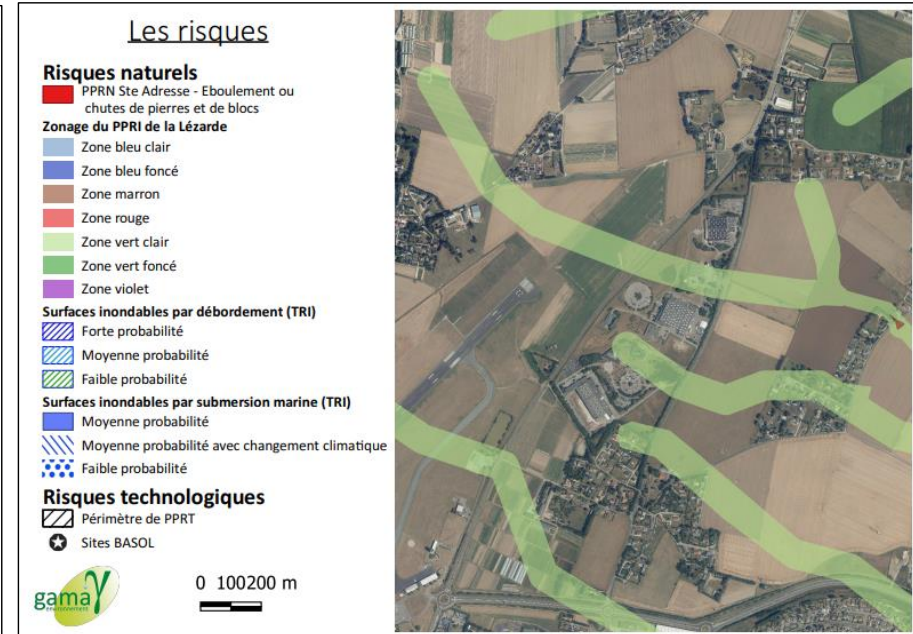 Les risques
Risques naturels
PPRN Ste Adresse - Eboulement ou
chutes de pierres et de blocs
Zonage du PPRI de la Lézarde
Zone bleu clair
Zone bleu foncé
Zone marron
Zone rouge
Zone vert clair
Zone vert foncé
Zone violet
Surfaces inondables par débordement (TRI)
Forte probabilité
Moyenne probabilité
Faible probabilité
Surfaces inondables par submersion marine (TRI)
Moyenne probabilité
Moyenne probabilité avec changement climatique
Faible probabilité
Risques technologiques
Périmètre de PPRT
Sites BASOL
gama
environnement
0 100200 m